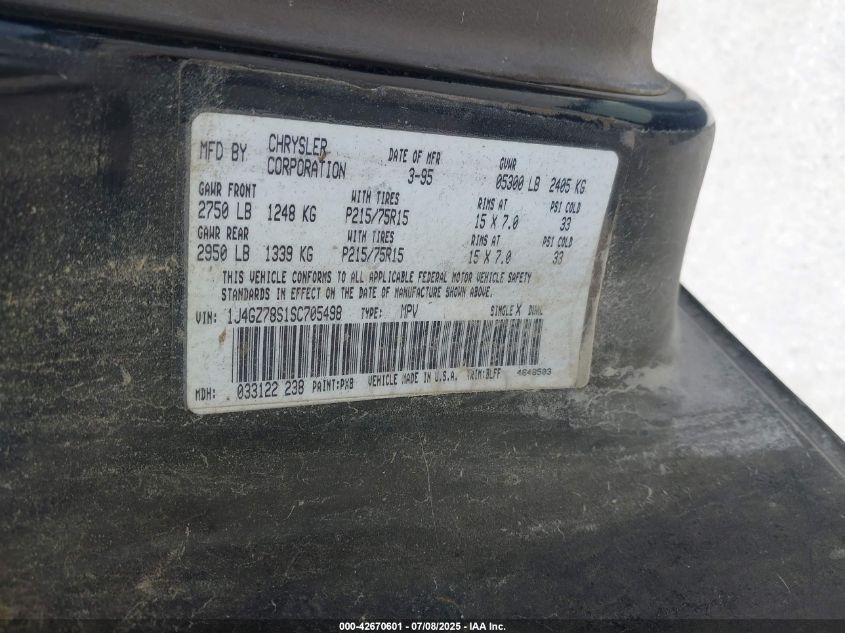 MFD BY CHRYSLER CORPORATION DATE OF MFR 3-95 GVWR 05300 LB 2405 KG
GAWR FRONT WITH TIRES RIMS AT PSI COLD
2750 LB 1248 KG P215/75R15 15 X 7.0 33
GAWR REAR WITH TIRES RIMS AT PSI COLD
2950 LB 1339 KG P215/75R15 15 X 7.0 33
THIS VEHICLE CONFORMS TO ALL APPLICABLE FEDERAL MOTOR VEHICLE SAFETY
STANDARDS IN EFFECT ON THE DATE OF MANUFACTURE SHOWN ABOVE.
VIN: 1J4GZ78S1SC705498 TYPE: MPV SINGLE X DUAL
MDH: 033122 238 PAINT:PX8 VEHICLE MADE IN U.S.A. TRIM:BLFF 4648503
000-42670601 / 07/08/2025 - IAA Inc.